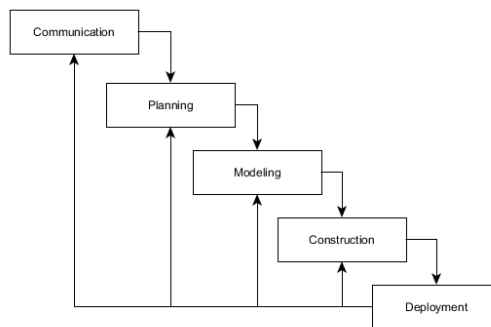 Communication
Planning
Modeling
Construction
Deployment